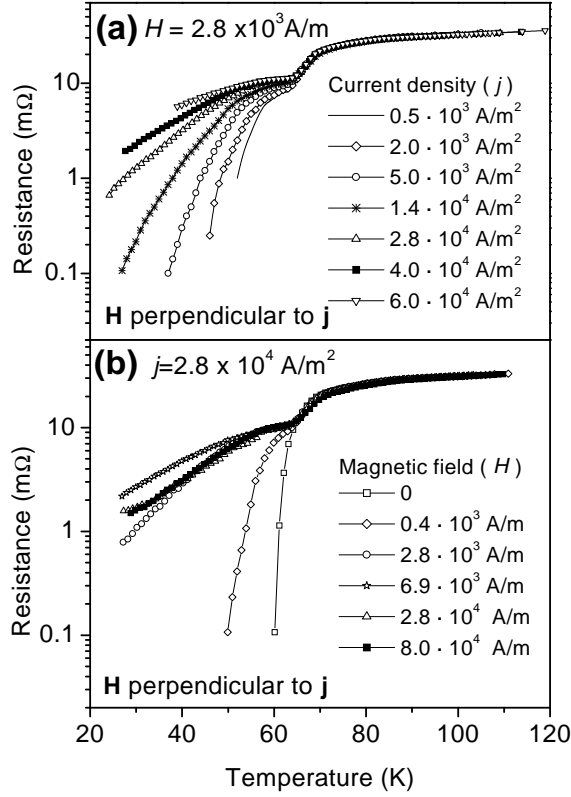 (a) H = 2.8 x10³A/m
Resistance (mΩ)
10
1
0.1
Current density ( j )
0.5 · 10³ A/m²
2.0 · 10³ A/m²
5.0 · 10³ A/m²
1.4 · 10⁴ A/m²
2.8 · 10⁴ A/m²
4.0 · 10⁴ A/m²
6.0 · 10⁴ A/m²
H perpendicular to j
(b) j=2.8 x 10⁴ A/m²
Resistance (mΩ)
10
1
0.1
Magnetic field ( H )
0
0.4 · 10³ A/m
2.8 · 10³ A/m
6.9 · 10³ A/m
2.8 · 10⁴ A/m
8.0 · 10⁴ A/m
H perpendicular to j
20 40 60 80 100 120
Temperature (K)